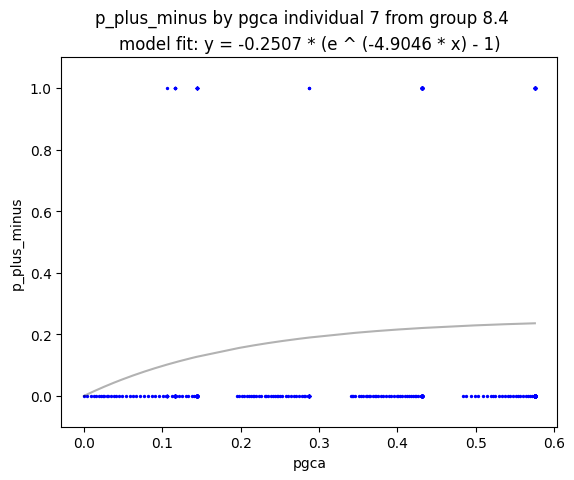 p_plus_minus by pgca individual 7 from group 8.4
model fit: y = -0.2507 * (e ^ (-4.9046 * x) - 1)
1.0
0.8
0.6
0.4
0.2
0.0
p_plus_minus
0.0 0.1 0.2 0.3 0.4 0.5 0.6
pgca